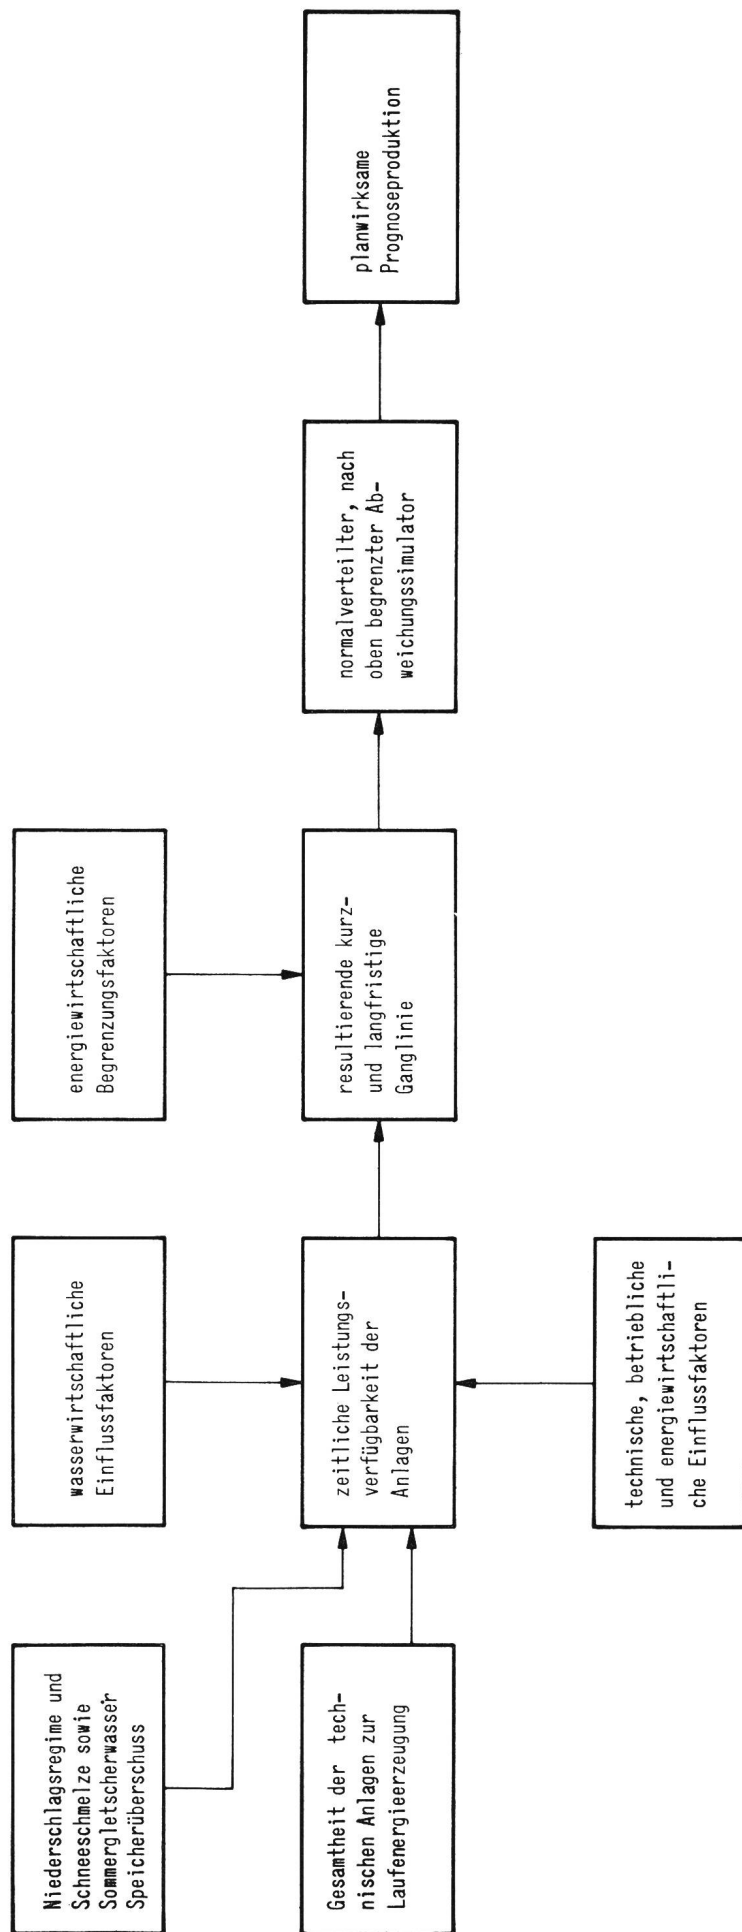 Niederschlagsregime und
Schneeschmelze sowie
Sommergletscherwasser
Speicherüberschuss
Gesamtheit der tech-
nischen Anlagen zur
Laufenergieerzeugung
wasserwirtschaftliche
Einflussfaktoren
zeitliche Leistungs-
verfügbarkeit der
Anlagen
technische, betriebliche
und energiewirtschaftli-
che Einflussfaktoren
energiewirtschaftliche
Begrenzungsfaktoren
resultierende kurz-
und langfristige
Ganglinie
normalverteilter, nach
oben begrenzter Ab-
weichungssimulator
planwirksame
Prognoseproduktion